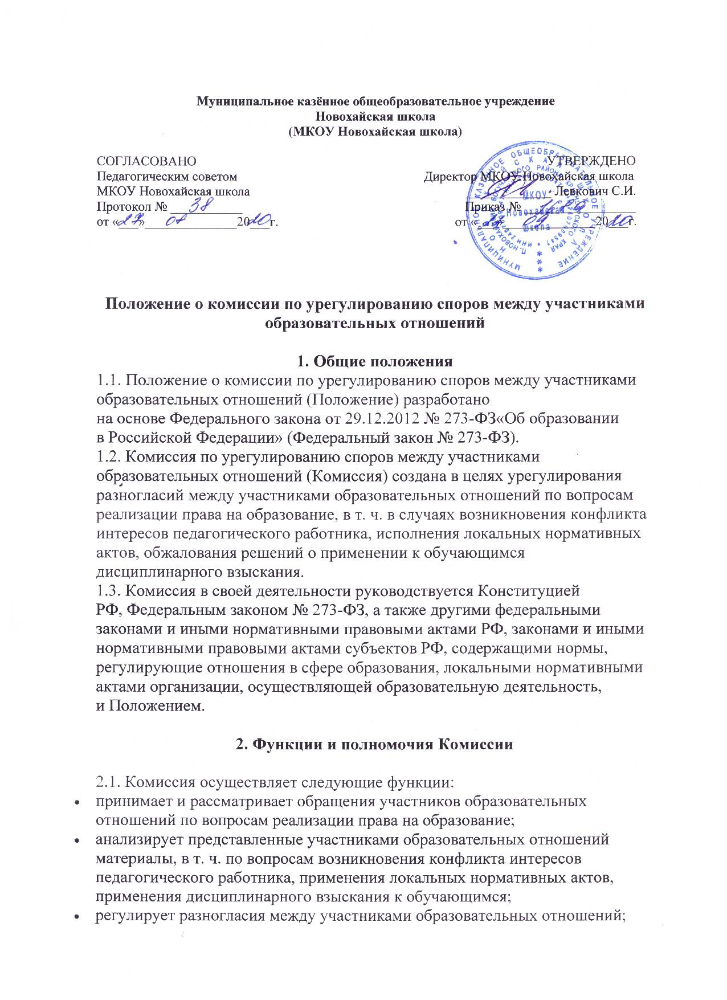 Муниципальное казённое общеобразовательное учреждение
Новохайская школа
(МКОУ Новохайская школа)
СОГЛАСОВАНО
Педагогическим советом
МКОУ Новохайская школа
Протокол № 38
от «27» 08 2020 г.
УТВЕРЖДЕНО
Директор МКОУ Новохайская школа
Левкович С.И.
Приказ №
от « » 09 20 г.
МКОУ
Новохайская
школа
Положение о комиссии по урегулированию споров между участниками
образовательных отношений
1. Общие положения
1.1. Положение о комиссии по урегулированию споров между участниками
образовательных отношений (Положение) разработано
на основе Федерального закона от 29.12.2012 № 273-ФЗ«Об образовании
в Российской Федерации» (Федеральный закон № 273-ФЗ).
1.2. Комиссия по урегулированию споров между участниками
образовательных отношений (Комиссия) создана в целях урегулирования
разногласий между участниками образовательных отношений по вопросам
реализации права на образование, в т. ч. в случаях возникновения конфликта
интересов педагогического работника, исполнения локальных нормативных
актов, обжалования решений о применении к обучающимся
дисциплинарного взыскания.
1.3. Комиссия в своей деятельности руководствуется Конституцией
РФ, Федеральным законом № 273-ФЗ, а также другими федеральными
законами и иными нормативными правовыми актами РФ, законами и иными
нормативными правовыми актами субъектов РФ, содержащими нормы,
регулирующие отношения в сфере образования, локальными нормативными
актами организации, осуществляющей образовательную деятельность,
и Положением.
2. Функции и полномочия Комиссии
2.1. Комиссия осуществляет следующие функции:
• принимает и рассматривает обращения участников образовательных
отношений по вопросам реализации права на образование;
• анализирует представленные участниками образовательных отношений
материалы, в т. ч. по вопросам возникновения конфликта интересов
педагогического работника, применения локальных нормативных актов,
применения дисциплинарного взыскания к обучающимся;
• регулирует разногласия между участниками образовательных отношений;